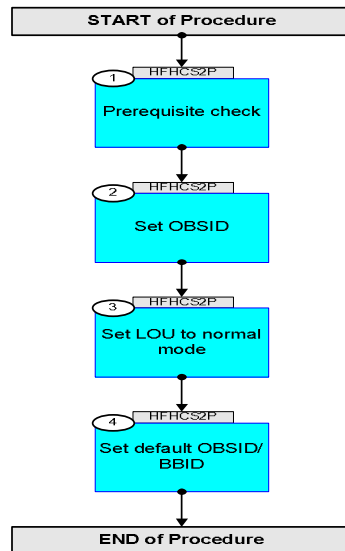 START of Procedure
HFHCS2P
1
Prerequisite check
HFHCS2P
2
Set OBSID
HFHCS2P
3
Set LOU to normal
mode
HFHCS2P
4
Set default OBSID/
BBID
END of Procedure